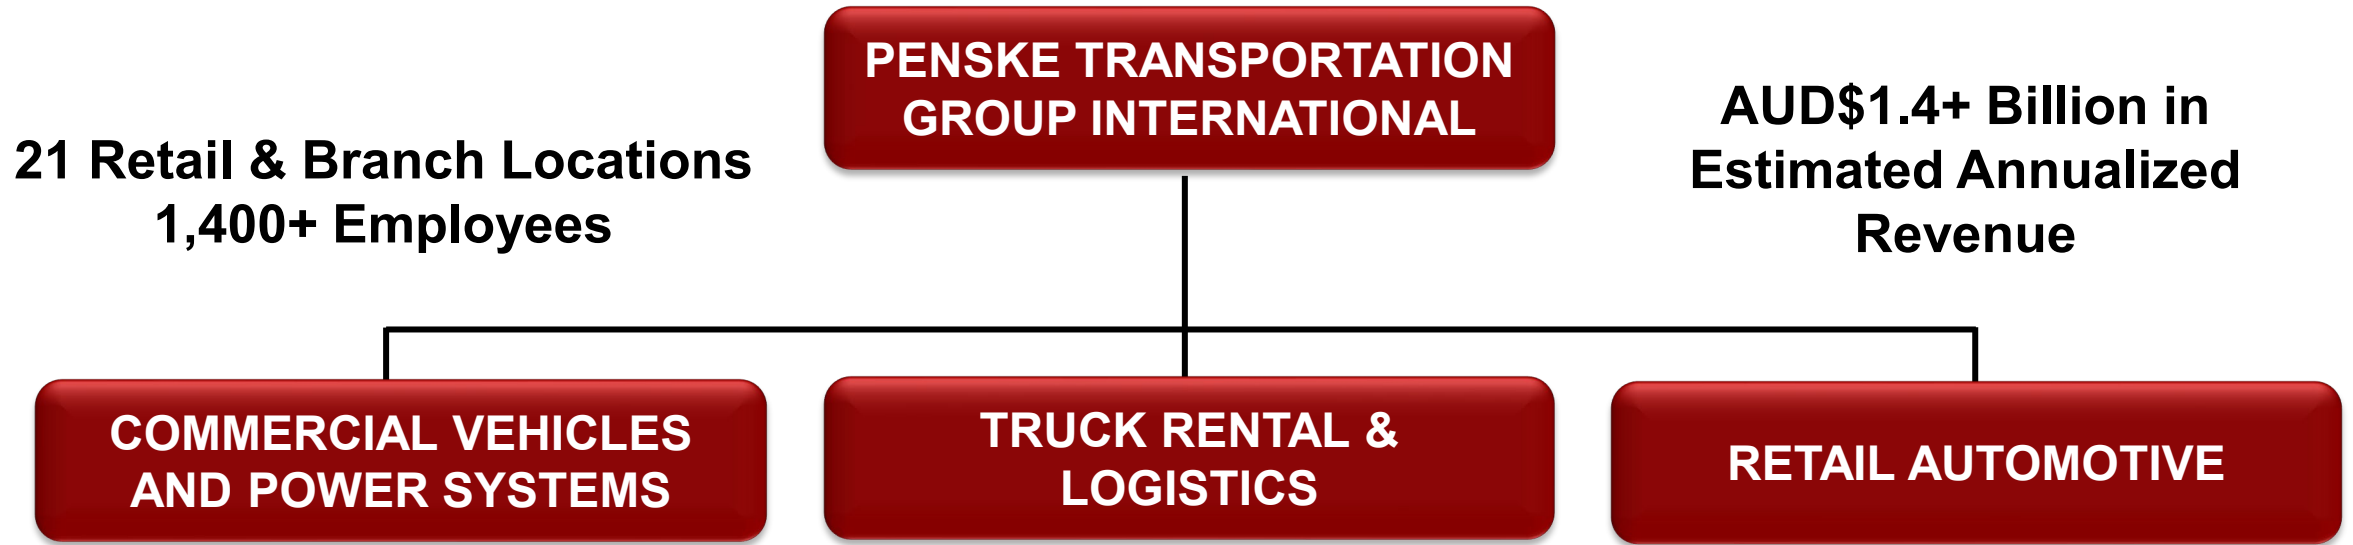 PENSKE TRANSPORTATION
GROUP INTERNATIONAL
21 Retail & Branch Locations
1,400+ Employees
AUD$1.4+ Billion in
Estimated Annualized
Revenue
COMMERCIAL VEHICLES
AND POWER SYSTEMS
TRUCK RENTAL &
LOGISTICS
RETAIL AUTOMOTIVE